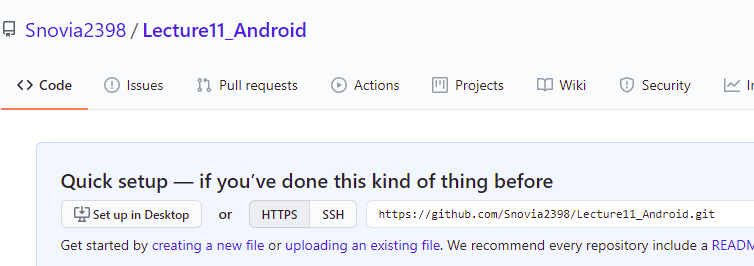 Snovia2398 / Lecture11_Android
Code Issues Pull requests Actions Projects Wiki Security
Quick setup — if you've done this kind of thing before
Set up in Desktop or HTTPS SSH https://github.com/Snovia2398/Lecture11_Android.git
Get started by creating a new file or uploading an existing file. We recommend every repository include a READM